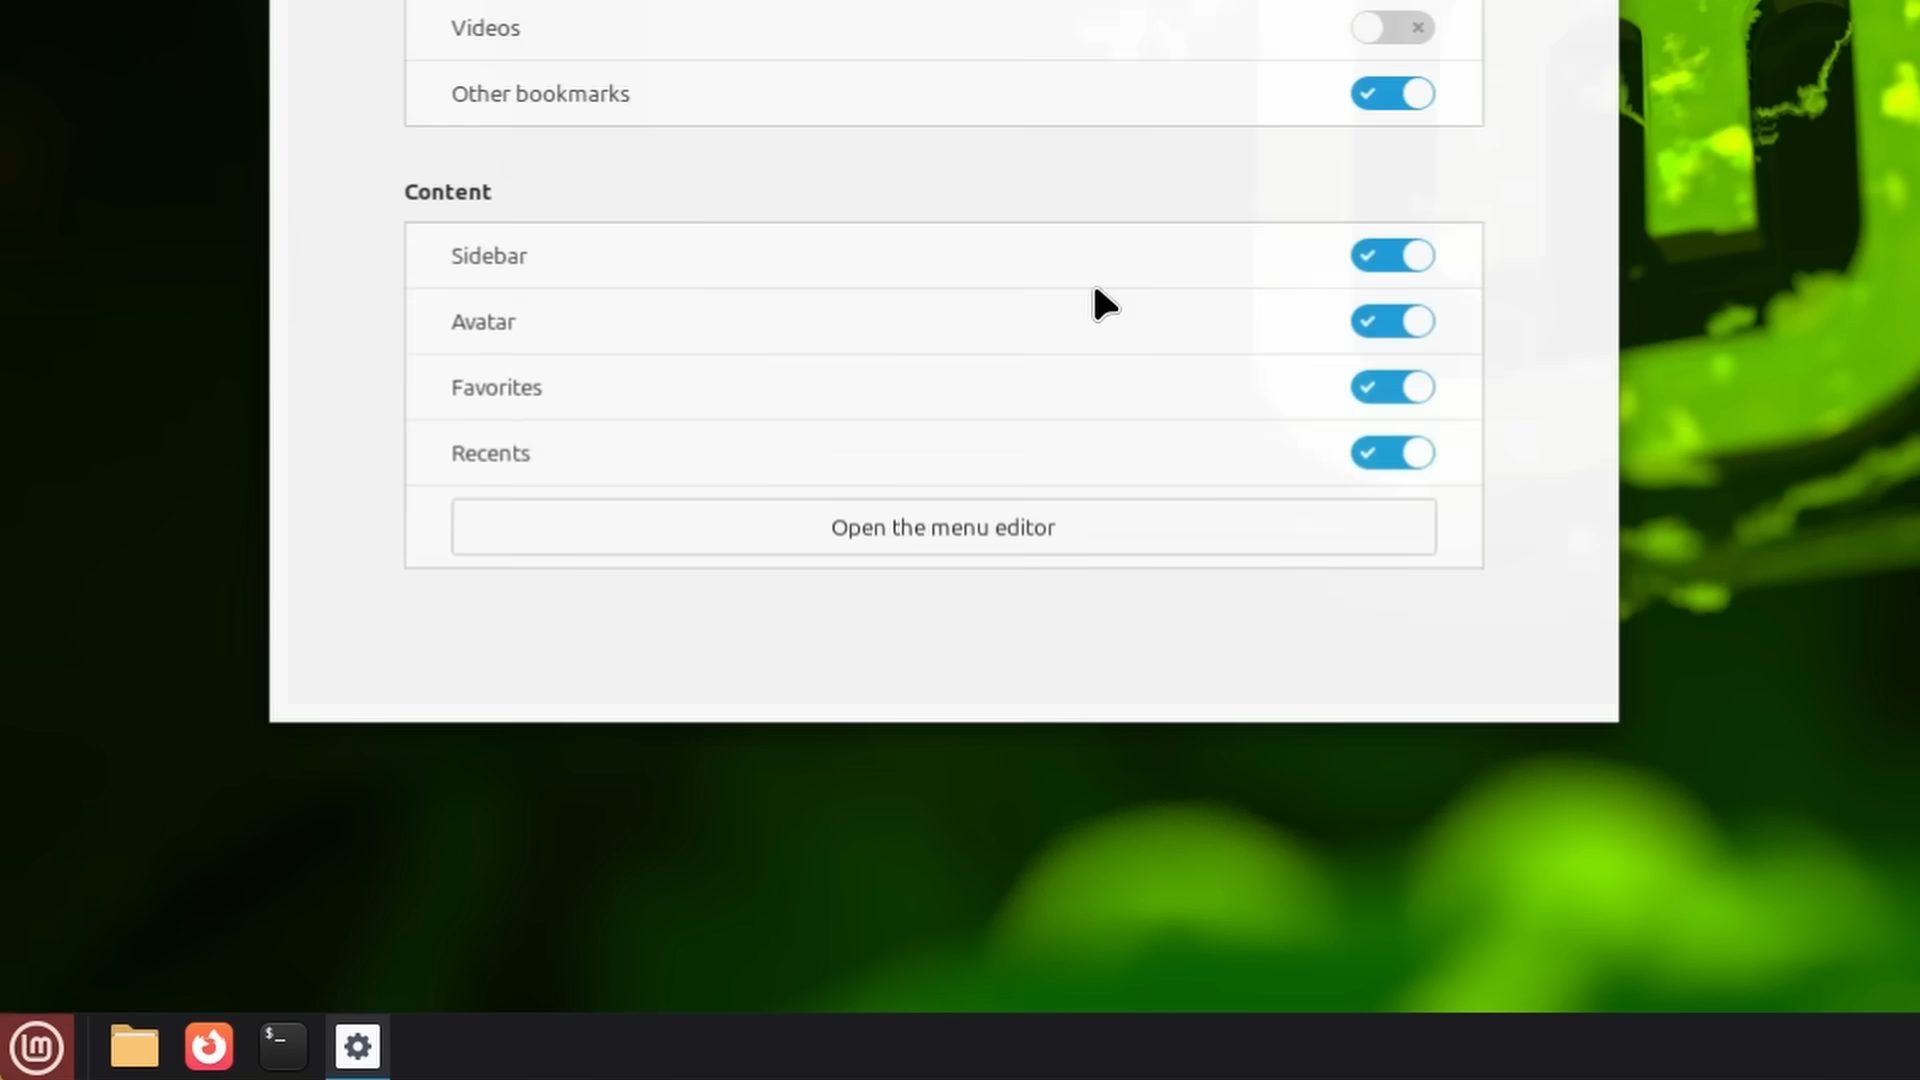 Videos
Other bookmarks
Content
Sidebar
Avatar
Favorites
Recents
Open the menu editor
$_